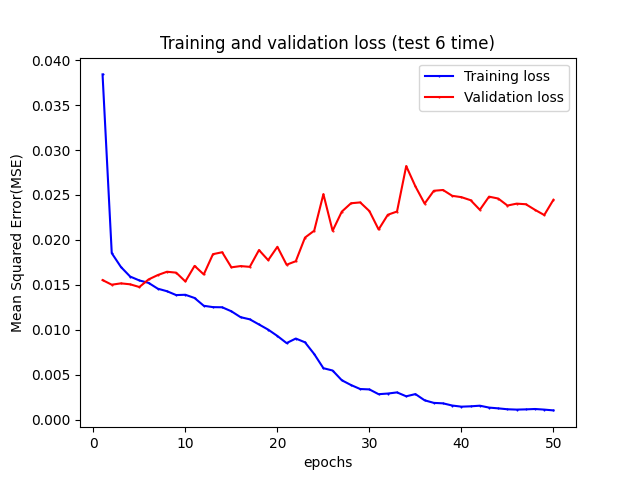 Training and validation loss (test 6 time)
Training loss
Validation loss
Mean Squared Error(MSE)
0.040
0.035
0.030
0.025
0.020
0.015
0.010
0.005
0.000
0 10 20 30 40 50
epochs